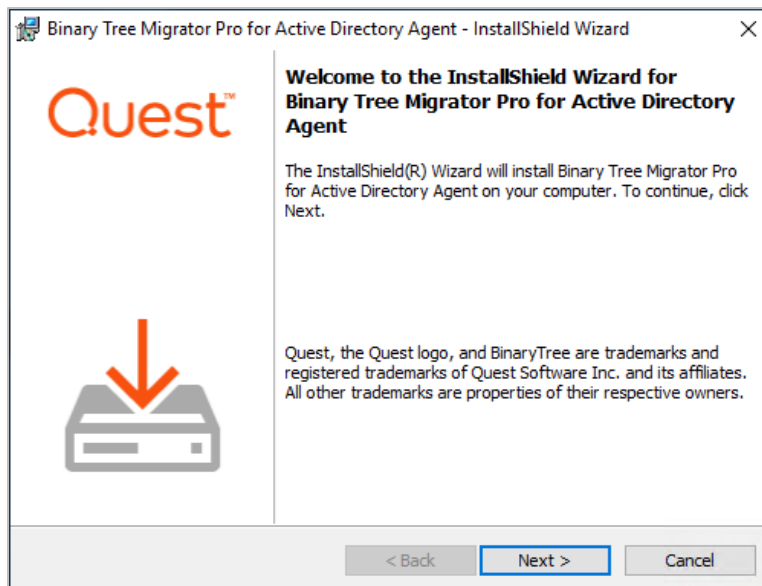 Binary Tree Migrator Pro for Active Directory Agent - InstallShield Wizard
Quest™
Welcome to the InstallShield Wizard for
Binary Tree Migrator Pro for Active Directory
Agent
The InstallShield(R) Wizard will install Binary Tree Migrator Pro
for Active Directory Agent on your computer. To continue, click
Next.
Quest, the Quest logo, and BinaryTree are trademarks and
registered trademarks of Quest Software Inc. and its affiliates.
All other trademarks are properties of their respective owners.
< Back
Next >
Cancel